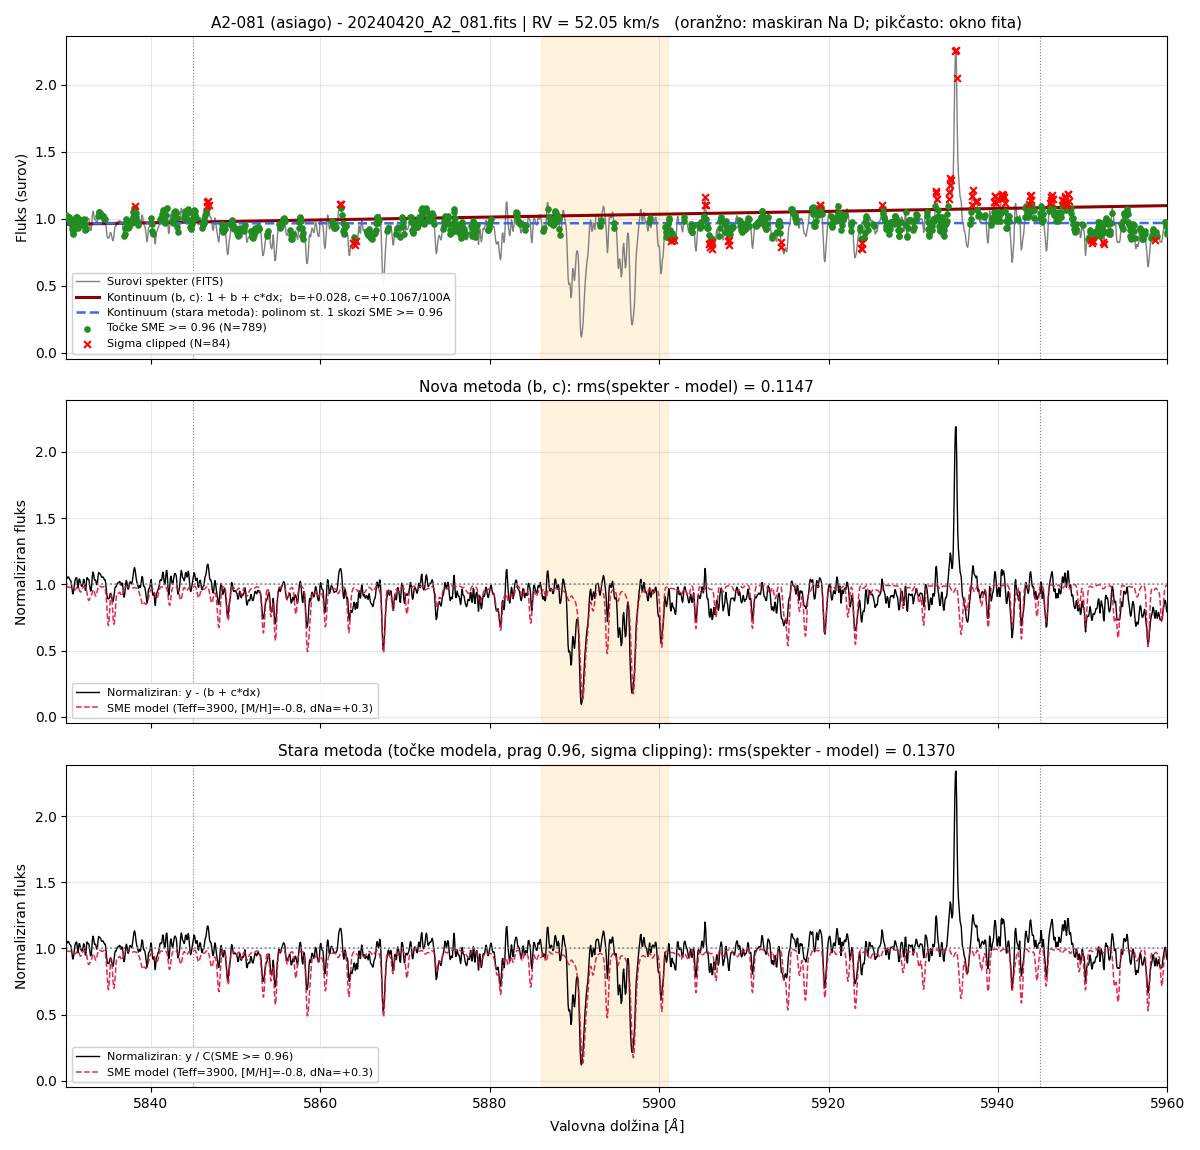 A2-081 (asiago) - 20240420_A2_081.fits | RV = 52.05 km/s   (oranžno: maskiran Na D; pikčasto: okno fita)
Fluks (surov)
2.0
1.5
1.0
0.5
0.0
Surovi spekter (FITS)
Kontinuum (b, c): 1 + b + c*dx;  b=+0.028, c=+0.1067/100A
Kontinuum (stara metoda): polinom st. 1 skozi SME >= 0.96
Točke SME >= 0.96 (N=789)
Sigma clipped (N=84)
Nova metoda (b, c): rms(spekter - model) = 0.1147
Normaliziran fluks
2.0
1.5
1.0
0.5
0.0
Normaliziran: y - (b + c*dx)
SME model (Teff=3900, [M/H]=-0.8, dNa=+0.3)
Stara metoda (točke modela, prag 0.96, sigma clipping): rms(spekter - model) = 0.1370
Normaliziran fluks
2.0
1.5
1.0
0.5
0.0
Normaliziran: y / C(SME >= 0.96)
SME model (Teff=3900, [M/H]=-0.8, dNa=+0.3)
5840 5860 5880 5900 5920 5940 5960
Valovna dolžina [Å]